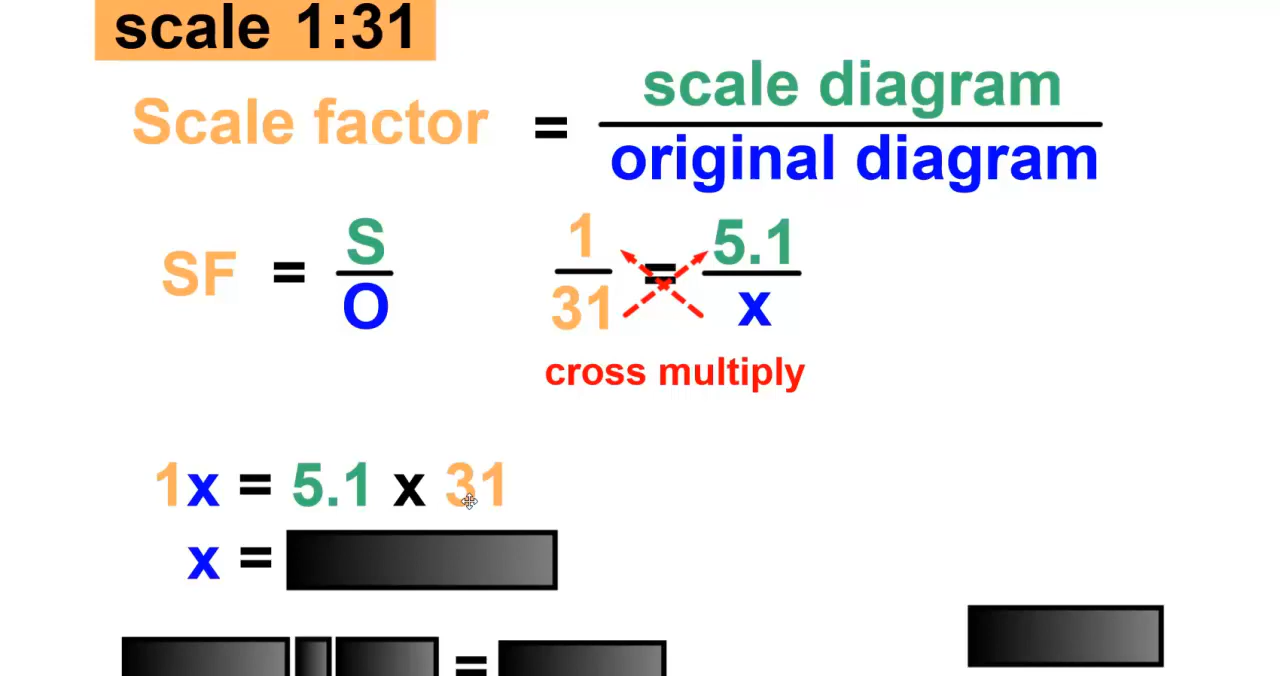 scale 1:31
Scale factor = scale diagram
original diagram
SF = S
O
1
31 = 5.1
x
cross multiply
1x = 5.1 x 31
x =
=